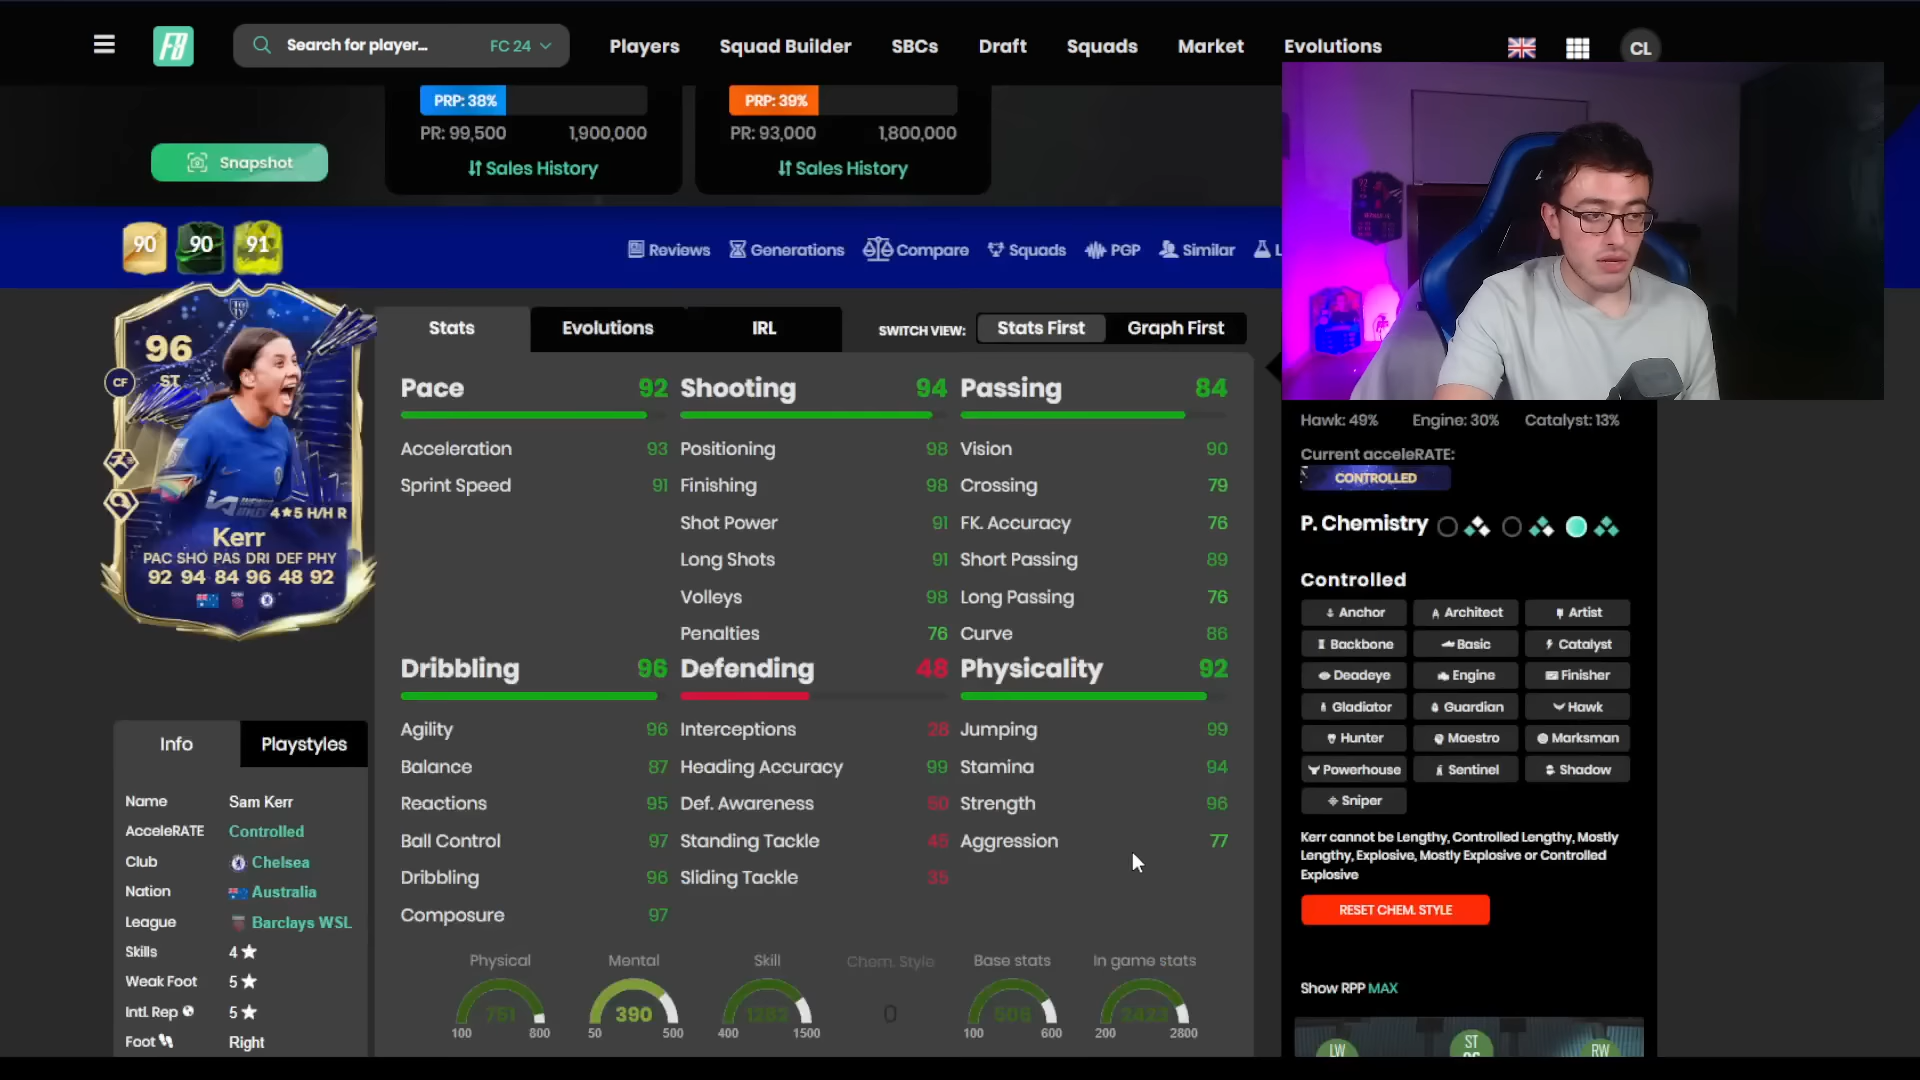 FB
Search for player...
FC 24
Players
Squad Builder
SBCs
Draft
Squads
Market
Evolutions
CL
PRP: 38%
PR: 99,500
1,900,000
Sales History
PRP: 39%
PR: 93,000
1,800,000
Sales History
Snapshot
90
90
91
Reviews
Generations
Compare
Squads
PGP
Similar
L
Stats
Evolutions
IRL
SWITCH VIEW:
Stats First
Graph First
96
ST
CF
4★5 H/H R
Kerr
PAC SHO PAS DRI DEF PHY
92 94 84 96 48 92
Pace 92
Acceleration 93
Sprint Speed 91
Shooting 94
Positioning 98
Finishing 98
Shot Power 91
Long Shots 91
Volleys 98
Penalties 76
Passing 84
Vision 90
Crossing 79
FK. Accuracy 76
Short Passing 89
Long Passing 76
Curve 86
Dribbling 96
Agility 96
Balance 87
Reactions 95
Ball Control 97
Dribbling 96
Composure 97
Defending 48
Interceptions 28
Heading Accuracy 99
Def. Awareness 50
Standing Tackle 45
Sliding Tackle 35
Physicality 92
Jumping 99
Stamina 94
Strength 96
Aggression 77
Physical
751
100 800
Mental
390
50 500
Skill
400 1500
Chem. Style
0
Base stats
506
100 600
In game stats
2423
200 2800
Info
Playstyles
Name Sam Kerr
AcceleRATE Controlled
Club Chelsea
Nation Australia
League Barclays WSL
Skills 4★
Weak Foot 5★
Intl. Rep 5★
Foot Right
Hawk: 49%
Engine: 30%
Catalyst: 13%
Current acceleRATE:
CONTROLLED
P. Chemistry
Controlled
Anchor
Architect
Artist
Backbone
Basic
Catalyst
Deadeye
Engine
Finisher
Gladiator
Guardian
Hawk
Hunter
Maestro
Marksman
Powerhouse
Sentinel
Shadow
Sniper
Kerr cannot be Lengthy, Controlled Lengthy, Mostly
Lengthy, Explosive, Mostly Explosive or Controlled
Explosive
RESET CHEM. STYLE
Show RPP MAX
LW
ST
RW